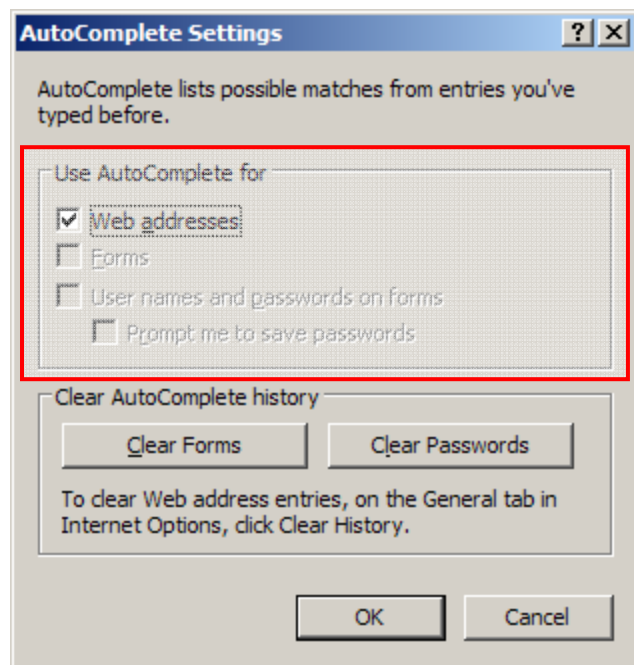 AutoComplete Settings
AutoComplete lists possible matches from entries you've
typed before.
Use AutoComplete for
Web addresses
Forms
User names and passwords on forms
Prompt me to save passwords
Clear AutoComplete history
Clear Forms
Clear Passwords
To clear Web address entries, on the General tab in
Internet Options, click Clear History.
OK
Cancel